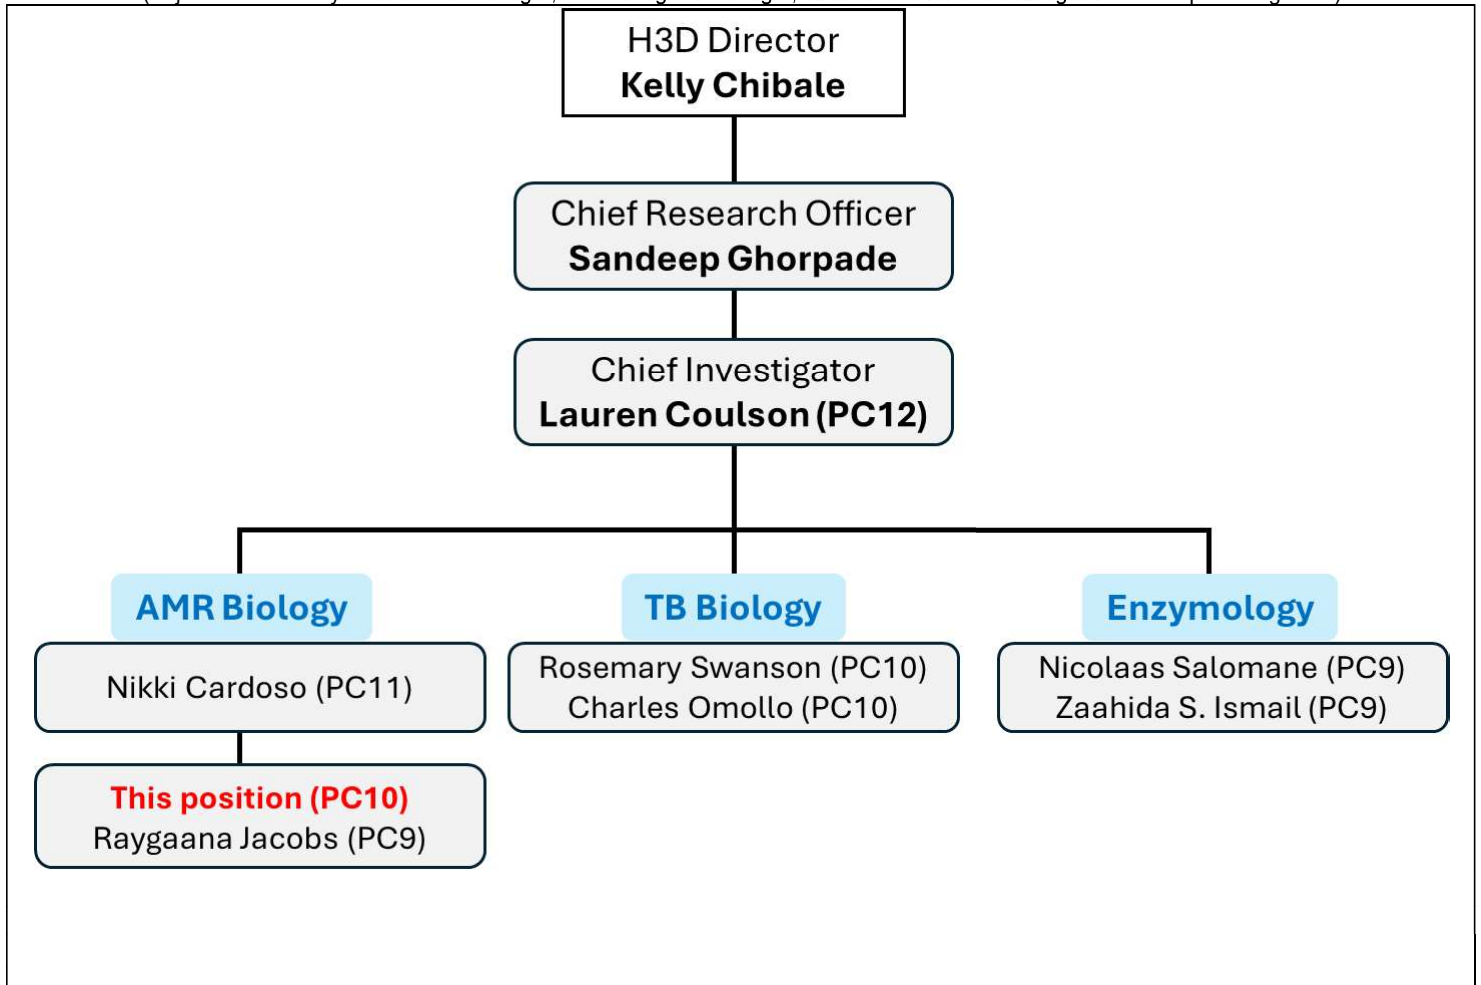 H3D Director
Kelly Chibale
Chief Research Officer
Sandeep Ghorpade
Chief Investigator
Lauren Coulson (PC12)
AMR Biology
Nikki Cardoso (PC11)
This position (PC10)
Raygaana Jacobs (PC9)
TB Biology
Rosemary Swanson (PC10)
Charles Omollo (PC10)
Enzymology
Nicolaas Salomane (PC9)
Zaahida S. Ismail (PC9)